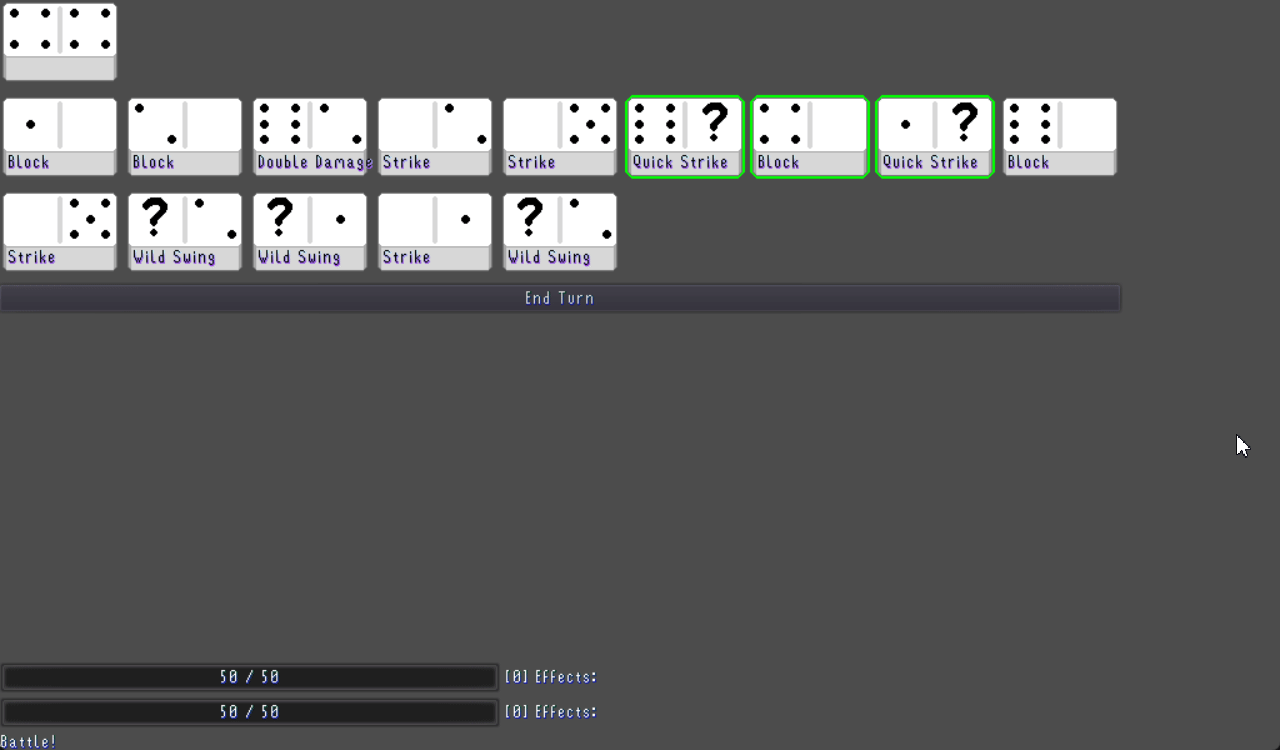 Block
Block
Double Damage
Strike
Strike
? Quick Strike
Block
? Quick Strike
Block
Strike
? Wild Swing
? Wild Swing
Strike
? Wild Swing
End Turn
50 / 50 [0] Effects:
50 / 50 [0] Effects:
Battle!